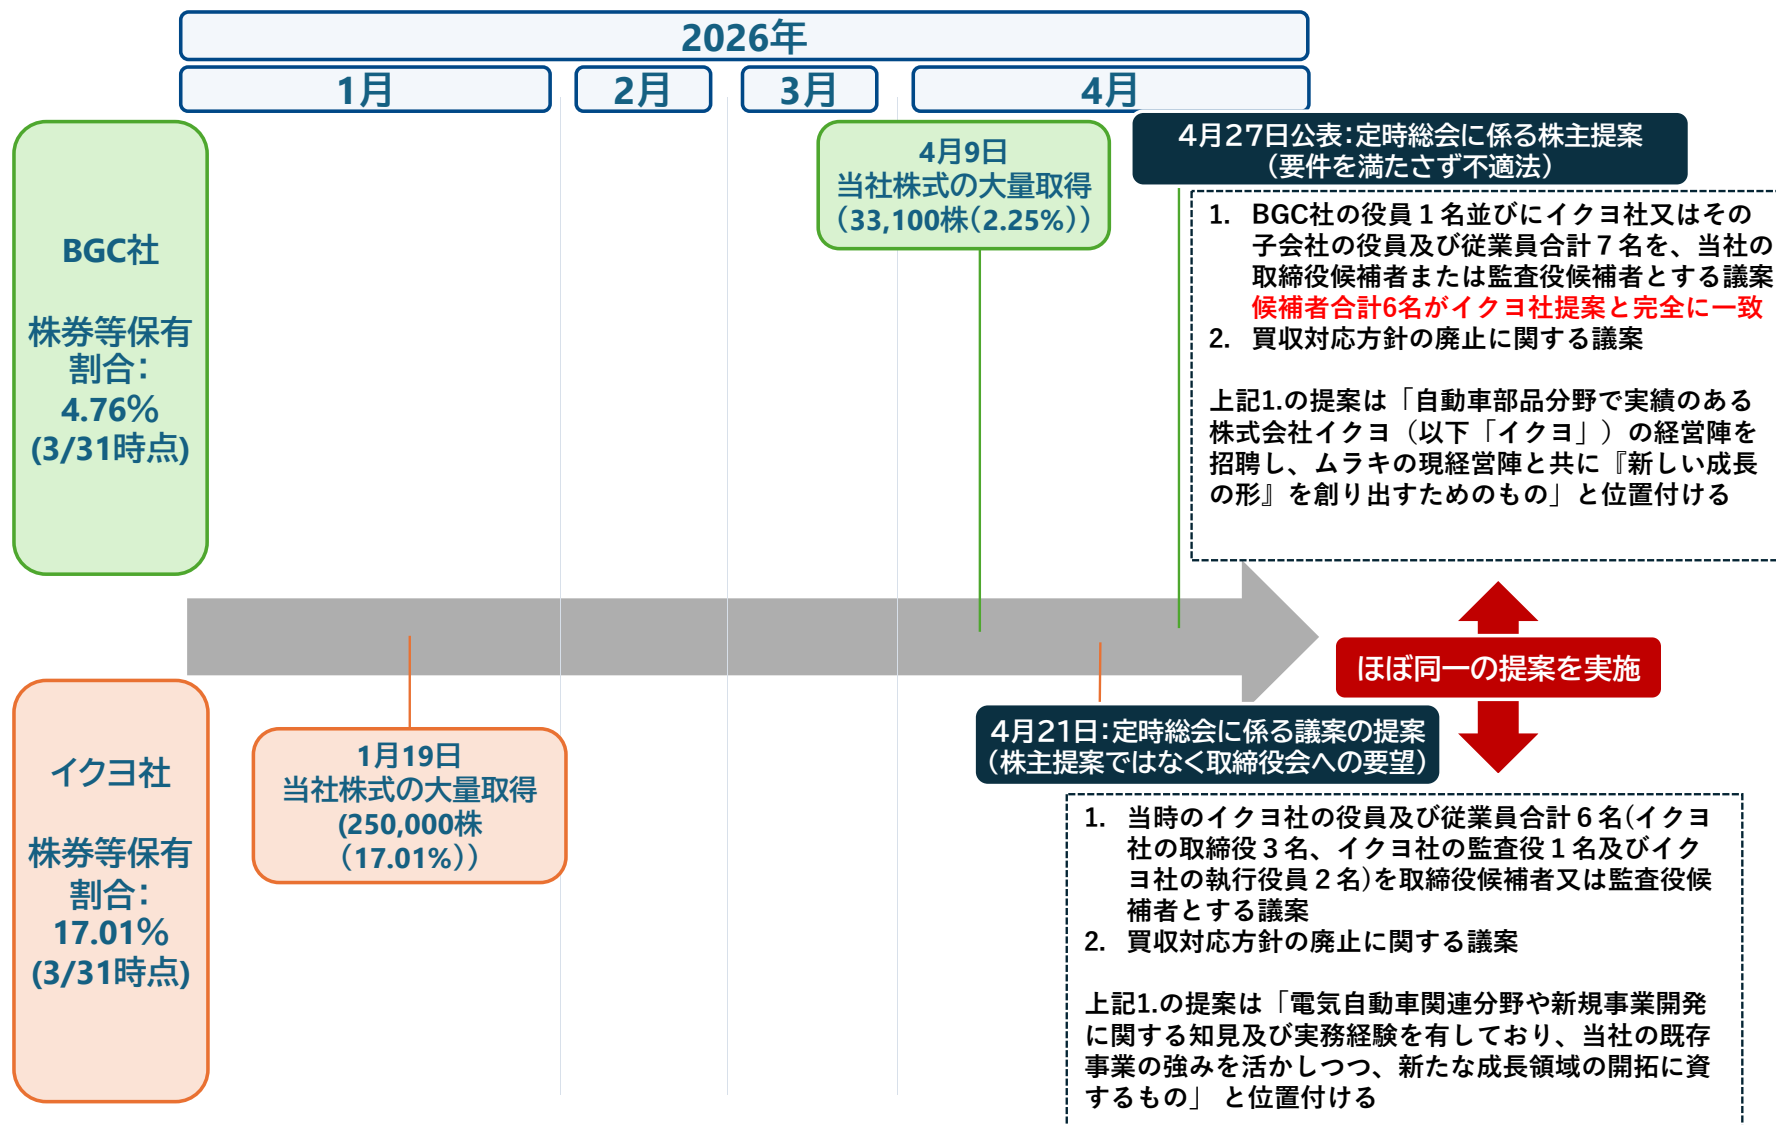 2026年
1月
2月
3月
4月
BGC社
株券等保有
割合：
4.76％
(3/31時点)
4月9日
当社株式の大量取得
（33,100株（2.25%））
4月27日公表：定時総会に係る株主提案
（要件を満たさず不適法）
1. BGC社の役員１名並びにイクヨ社又はその
子会社の役員及び従業員合計７名を、当社の
取締役候補者または監査役候補者とする議案
候補者合計6名がイクヨ社提案と完全に一致
2. 買収対応方針の廃止に関する議案
上記1.の提案は「自動車部品分野で実績のある
株式会社イクヨ（以下「イクヨ」）の経営陣を
招聘し、ムラキの現経営陣と共に『新しい成長
の形』を創り出すためのもの」と位置付ける
ほぼ同一の提案を実施
イクヨ社
株券等保有
割合：
17.01％
(3/31時点)
1月19日
当社株式の大量取得
(250,000株
（17.01%））
4月21日：定時総会に係る議案の提案
（株主提案ではなく取締役会への要望）
1. 当時のイクヨ社の役員及び従業員合計６名(イクヨ
社の取締役３名、イクヨ社の監査役１名及びイク
ヨ社の執行役員２名)を取締役候補者又は監査役候
補者とする議案
2. 買収対応方針の廃止に関する議案
上記1.の提案は「電気自動車関連分野や新規事業開発
に関する知見及び実務経験を有しており、当社の既存
事業の強みを活かしつつ、新たな成長領域の開拓に資
するもの」 と位置付ける